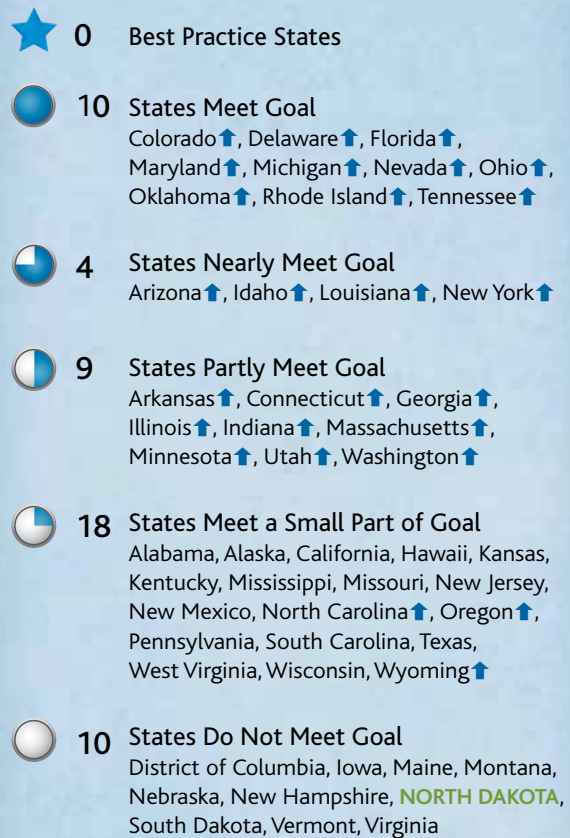 0 Best Practice States
10 States Meet Goal
Colorado⬆, Delaware⬆, Florida⬆,
Maryland⬆, Michigan⬆, Nevada⬆, Ohio⬆,
Oklahoma⬆, Rhode Island⬆, Tennessee⬆
4 States Nearly Meet Goal
Arizona⬆, Idaho⬆, Louisiana⬆, New York⬆
9 States Partly Meet Goal
Arkansas⬆, Connecticut⬆, Georgia⬆,
Illinois⬆, Indiana⬆, Massachusetts⬆,
Minnesota⬆, Utah⬆, Washington⬆
18 States Meet a Small Part of Goal
Alabama, Alaska, California, Hawaii, Kansas,
Kentucky, Mississippi, Missouri, New Jersey,
New Mexico, North Carolina⬆, Oregon⬆,
Pennsylvania, South Carolina, Texas,
West Virginia, Wisconsin, Wyoming⬆
10 States Do Not Meet Goal
District of Columbia, Iowa, Maine, Montana,
Nebraska, New Hampshire, NORTH DAKOTA,
South Dakota, Vermont, Virginia